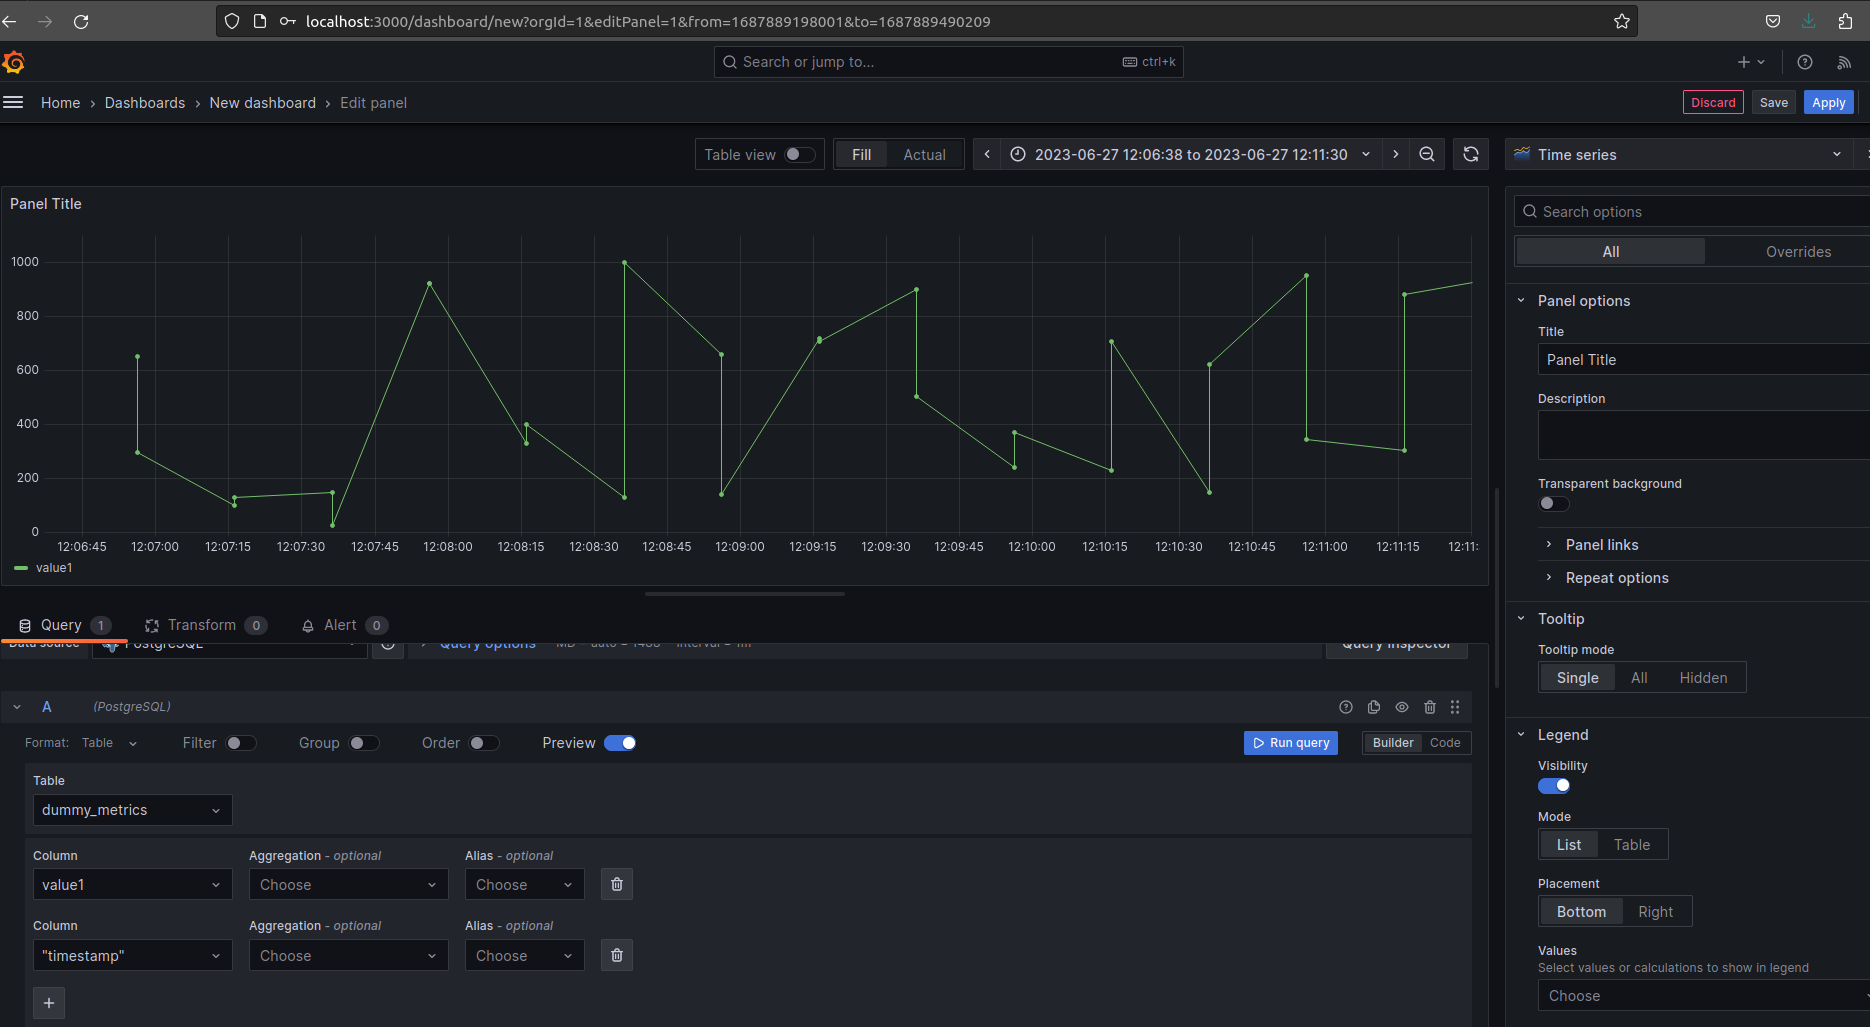 localhost:3000/dashboard/new?orgId=1&editPanel=1&from=1687889198001&to=1687889490209
Search or jump to...
ctrl+k
Home › Dashboards › New dashboard › Edit panel
Discard
Save
Apply
Table view
Fill
Actual
2023-06-27 12:06:38 to 2023-06-27 12:11:30
Time series
Panel Title
1000
800
600
400
200
0
12:06:45 12:07:00 12:07:15 12:07:30 12:07:45 12:08:00 12:08:15 12:08:30 12:08:45 12:09:00 12:09:15 12:09:30 12:09:45 12:10:00 12:10:15 12:10:30 12:10:45 12:11:00 12:11:15 12:11:
value1
Query 1
Transform 0
Alert 0
Data source
PostgreSQL
Query options
MD = auto = 1468
Interval = 1m
Query inspector
A
(PostgreSQL)
Format: Table
Filter
Group
Order
Preview
Run query
Builder
Code
Table
dummy_metrics
Column
Aggregation - optional
Alias - optional
value1
Choose
Choose
Column
Aggregation - optional
Alias - optional
"timestamp"
Choose
Choose
+
Search options
All
Overrides
Panel options
Title
Panel Title
Description
Transparent background
Panel links
Repeat options
Tooltip
Tooltip mode
Single
All
Hidden
Legend
Visibility
Mode
List
Table
Placement
Bottom
Right
Values
Select values or calculations to show in legend
Choose